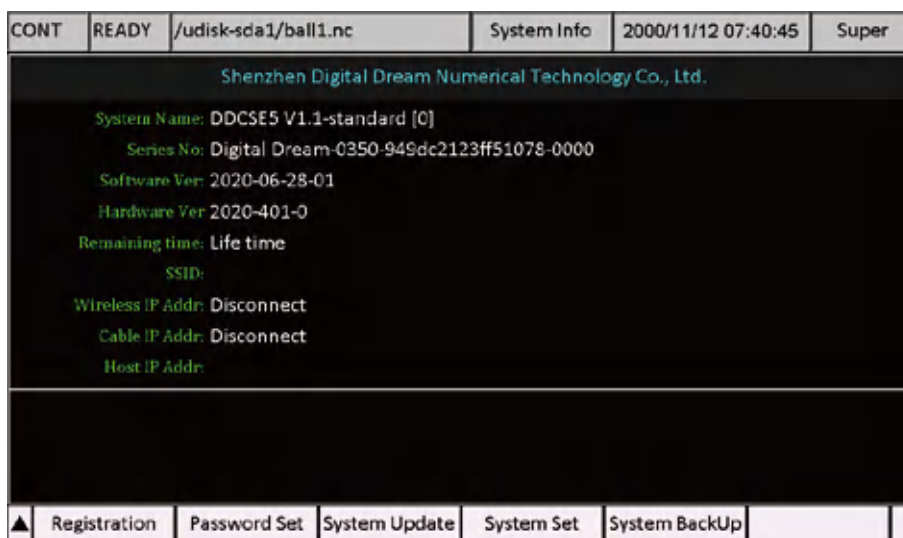 CONT READY /udisk-sda1/ball1.nc System Info 2000/11/12 07:40:45 Super
Shenzhen Digital Dream Numerical Technology Co., Ltd.
System Name: DDCSE5 V1.1-standard [0]
Series No: Digital Dream-0350-949dc2123ff51078-0000
Software Ver: 2020-06-28-01
Hardware Ver 2020-401-0
Remaining time: Life time
SSID:
Wireless IP Addr: Disconnect
Cable IP Addr: Disconnect
Host IP Addr:
▲ Registration Password Set System Update System Set System BackUp